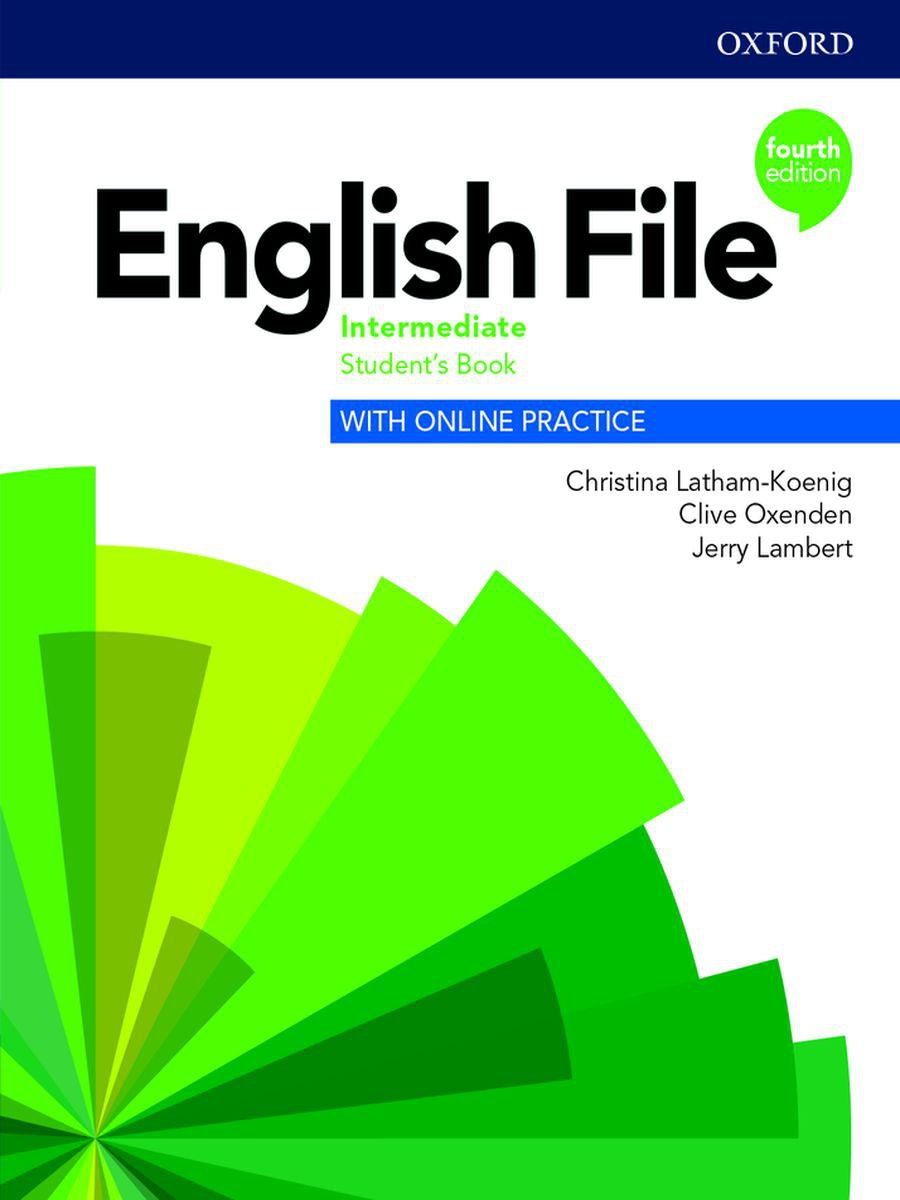 OXFORD
fourth
edition
English File
Intermediate
Student’s Book
WITH ONLINE PRACTICE
Christina Latham-Koenig
Clive Oxenden
Jerry Lambert